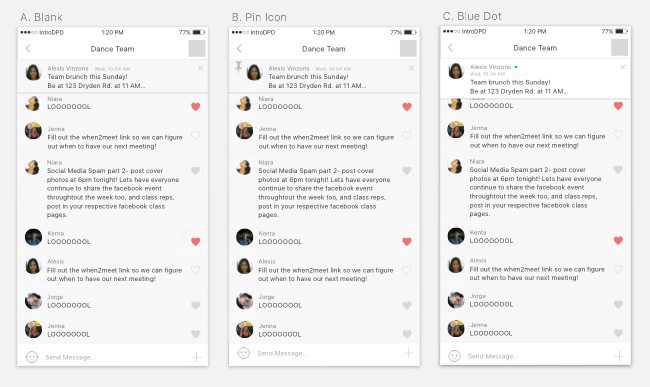 A. Blank
●●●○○ IntroDPD 1:20 PM 77%
Dance Team
Alexis Vinzons Wed, 10:04 AM
Team brunch this Sunday!
Be at 123 Dryden Rd. at 11 AM...
Niara
LOOOOOOOL
Jenna
Fill out the when2meet link so we can figure
out when we have our next meeting!
Niara
Social Media Spam part 2- post cover
photos at 6pm tonight! Lets have everyone
continue to share the facebook event
throughtout the week too, and class reps,
post in your respective facebook class
pages.
Kenta
LOOOOOOOL
Alexis
Fill out the when2meet link so we can figure
out when we have our next meeting!
Jorge
LOOOOOOOL
Jenna
LOOOOOOOL
Send Message...
B. Pin Icon
●●●○○ IntroDPD 1:20 PM 77%
Dance Team
Alexis Vinzons Wed, 10:04 AM
Team brunch this Sunday!
Be at 123 Dryden Rd. at 11 AM...
Niara
LOOOOOOOL
Jenna
Fill out the when2meet link so we can figure
out when we have our next meeting!
Niara
Social Media Spam part 2- post cover
photos at 6pm tonight! Lets have everyone
continue to share the facebook event
throughtout the week too, and class reps,
post in your respective facebook class
pages.
Kenta
LOOOOOOOL
Alexis
Fill out the when2meet link so we can figure
out when we have our next meeting!
Jorge
LOOOOOOOL
Jenna
LOOOOOOOL
Send Message...
C. Blue Dot
●●●○○ IntroDPD 1:20 PM 77%
Dance Team
Alexis Vinzons
Wed, 10:04 AM
Team brunch this Sunday!
Be at 123 Dryden Rd. at 11 AM...
LOOOOOOOL
Jenna
Fill out the when2meet link so we can figure
out when we have our next meeting!
Niara
Social Media Spam part 2- post cover
photos at 6pm tonight! Lets have everyone
continue to share the facebook event
throughtout the week too, and class reps,
post in your respective facebook class
pages.
Kenta
LOOOOOOOL
Alexis
Fill out the when2meet link so we can figure
out when we have our next meeting!
Jorge
LOOOOOOOL
Jenna
LOOOOOOOL
Send Message...